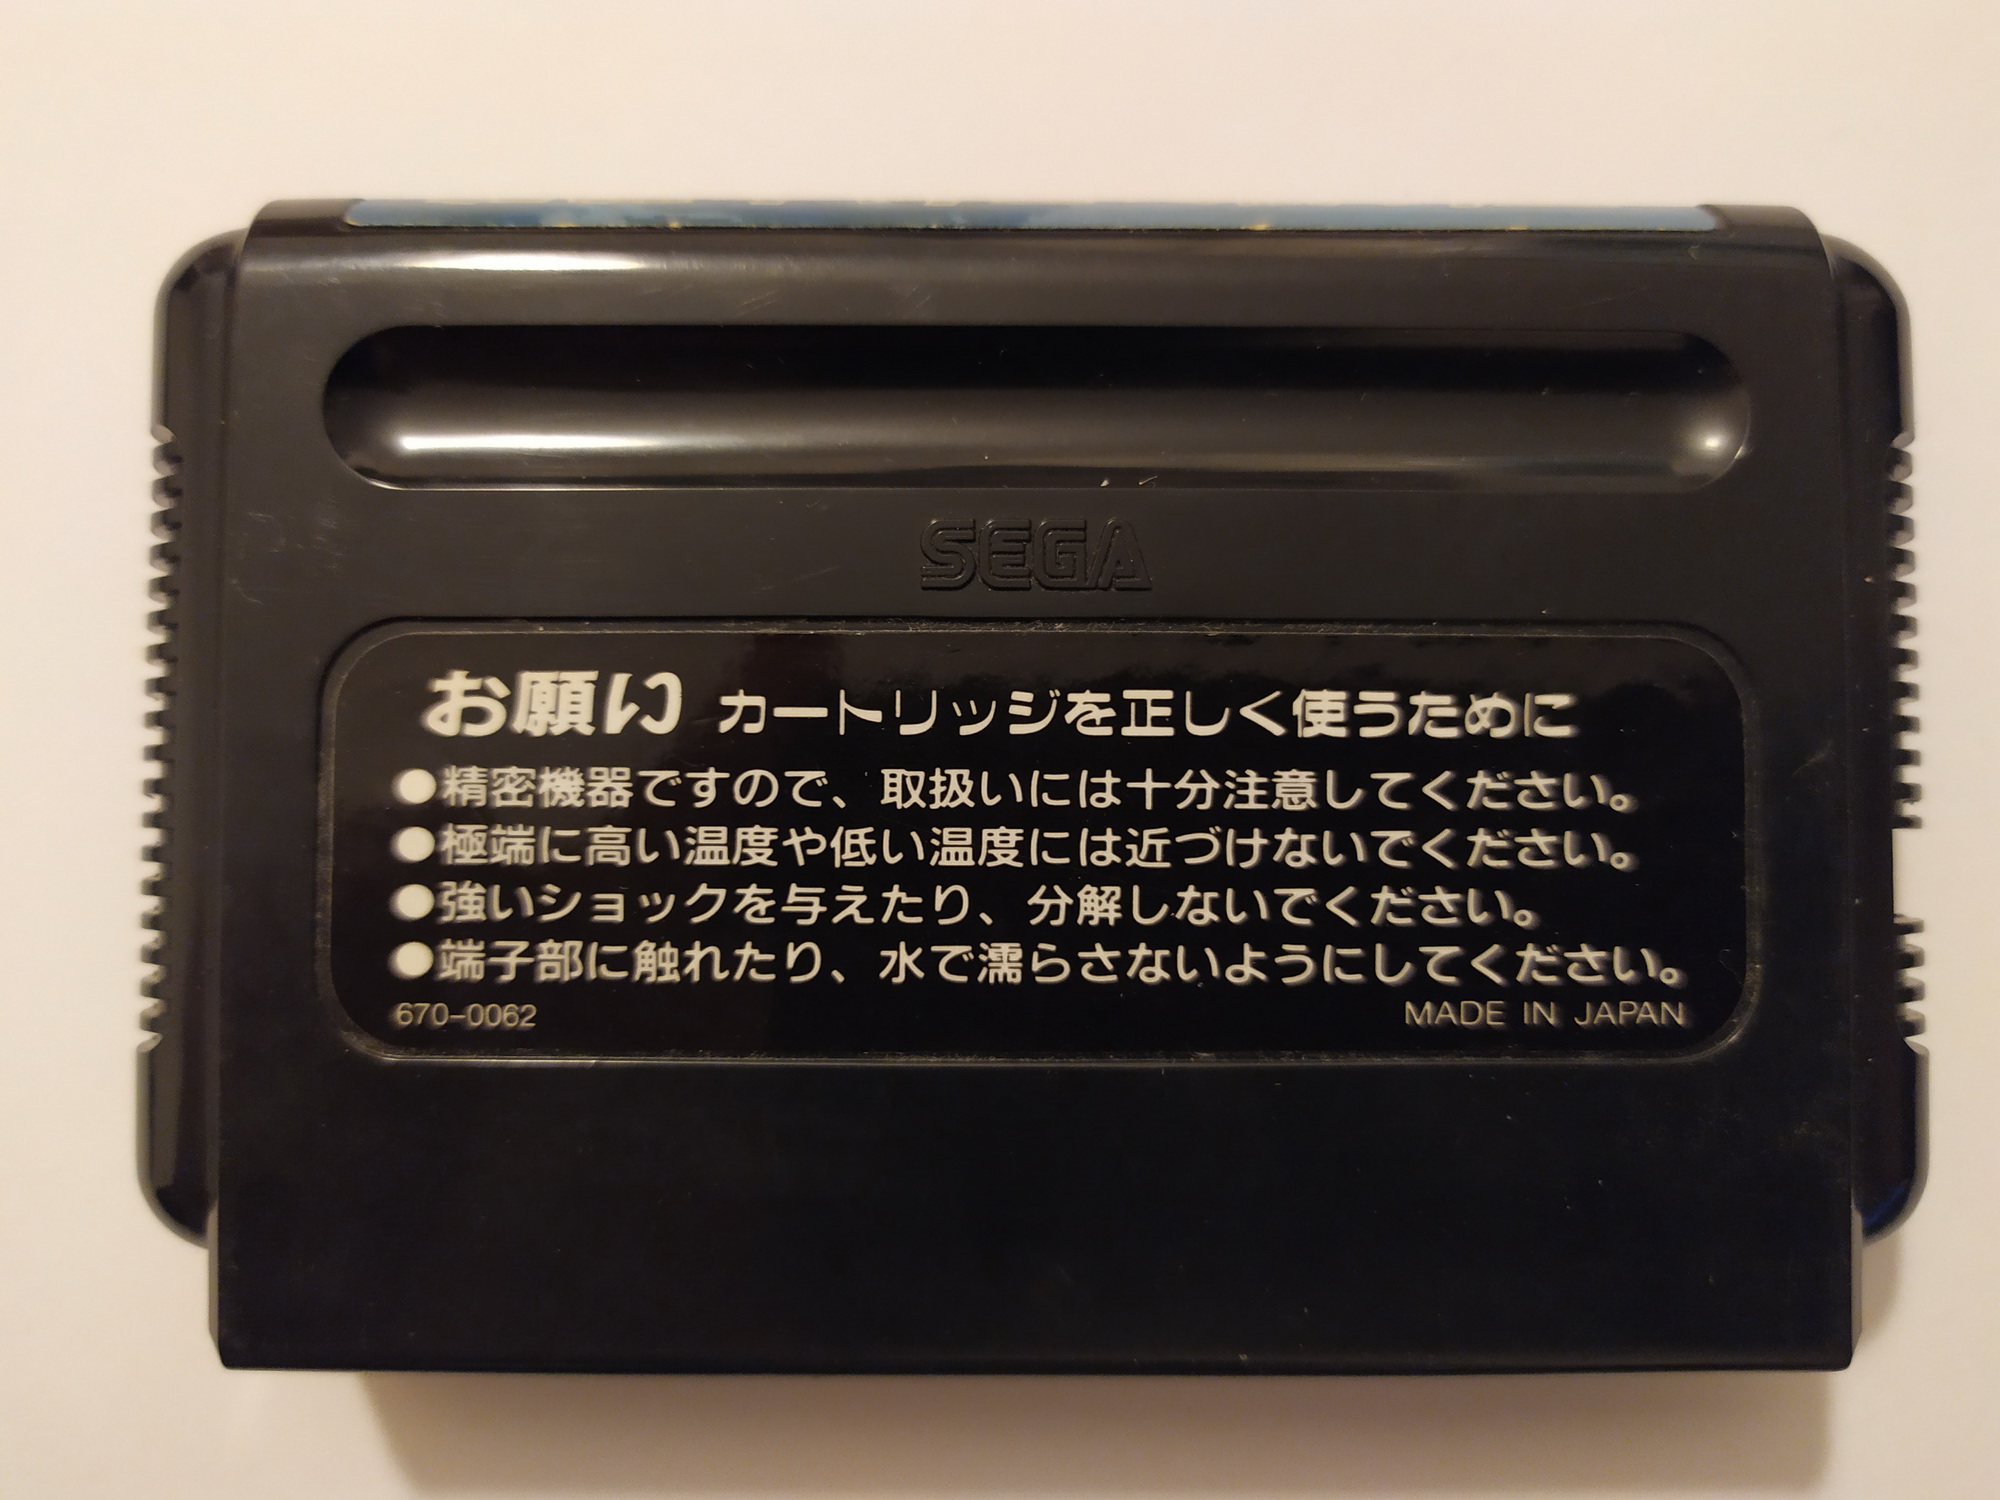 SEGA
お願い カートリッジを正しく使うために
●精密機器ですので、取扱いには十分注意してください。
●極端に高い温度や低い温度には近づけないでください。
●強いショックを与えたり、分解しないでください。
●端子部に触れたり、水で濡らさないようにしてください。
670-0062 MADE IN JAPAN